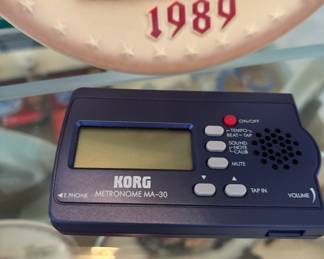 1989
ON/OFF
TEMPO
BEAT TAP
SOUND
NOTE
CALIB
MUTE
KORG
METRONOME MA-30
E.PHONE
TAP IN
VOLUME